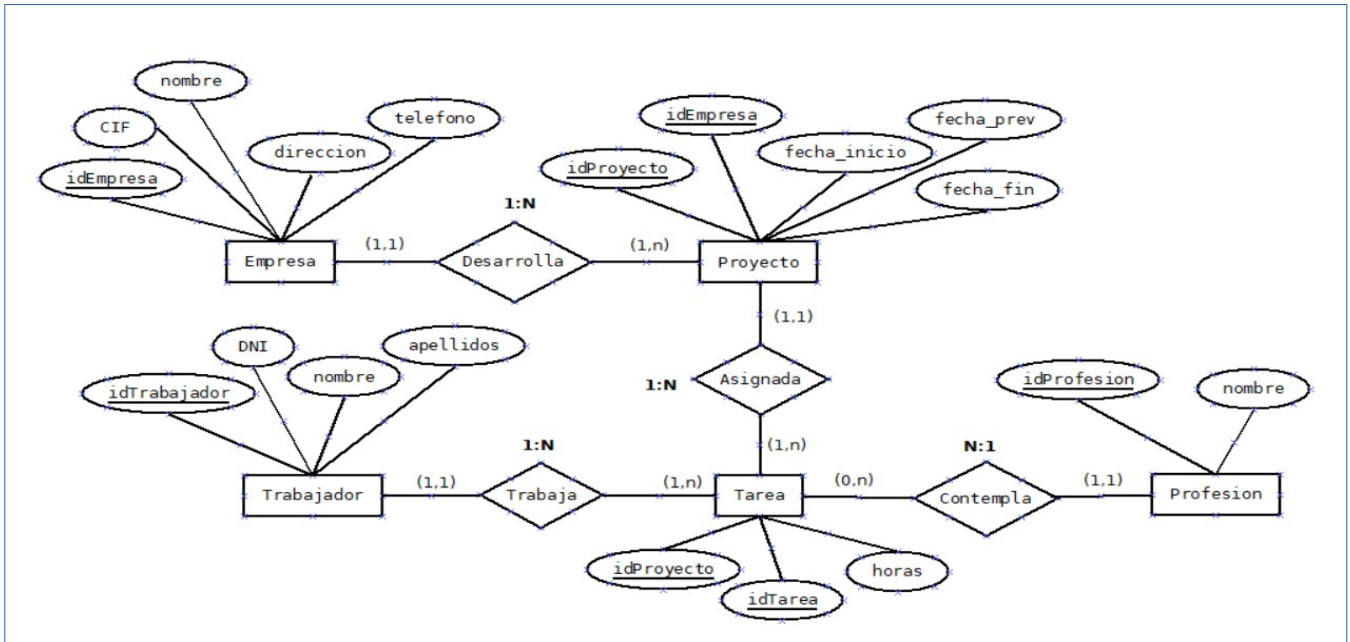 nombre
CIF
telefono
direccion
idEmpresa
idEmpresa
fecha_prev
fecha_inicio
idProyecto
fecha_fin
1:N
Empresa
(1,1)
Desarrolla
(1,n)
Proyecto
(1,1)
DNI
apellidos
nombre
idTrabajador
1:N
Asignada
idProfesion
nombre
1:N
(1,n)
N:1
Trabajador
(1,1)
Trabaja
(1,n)
Tarea
(0,n)
Contempla
(1,1)
Profesion
idProyecto
idTarea
horas